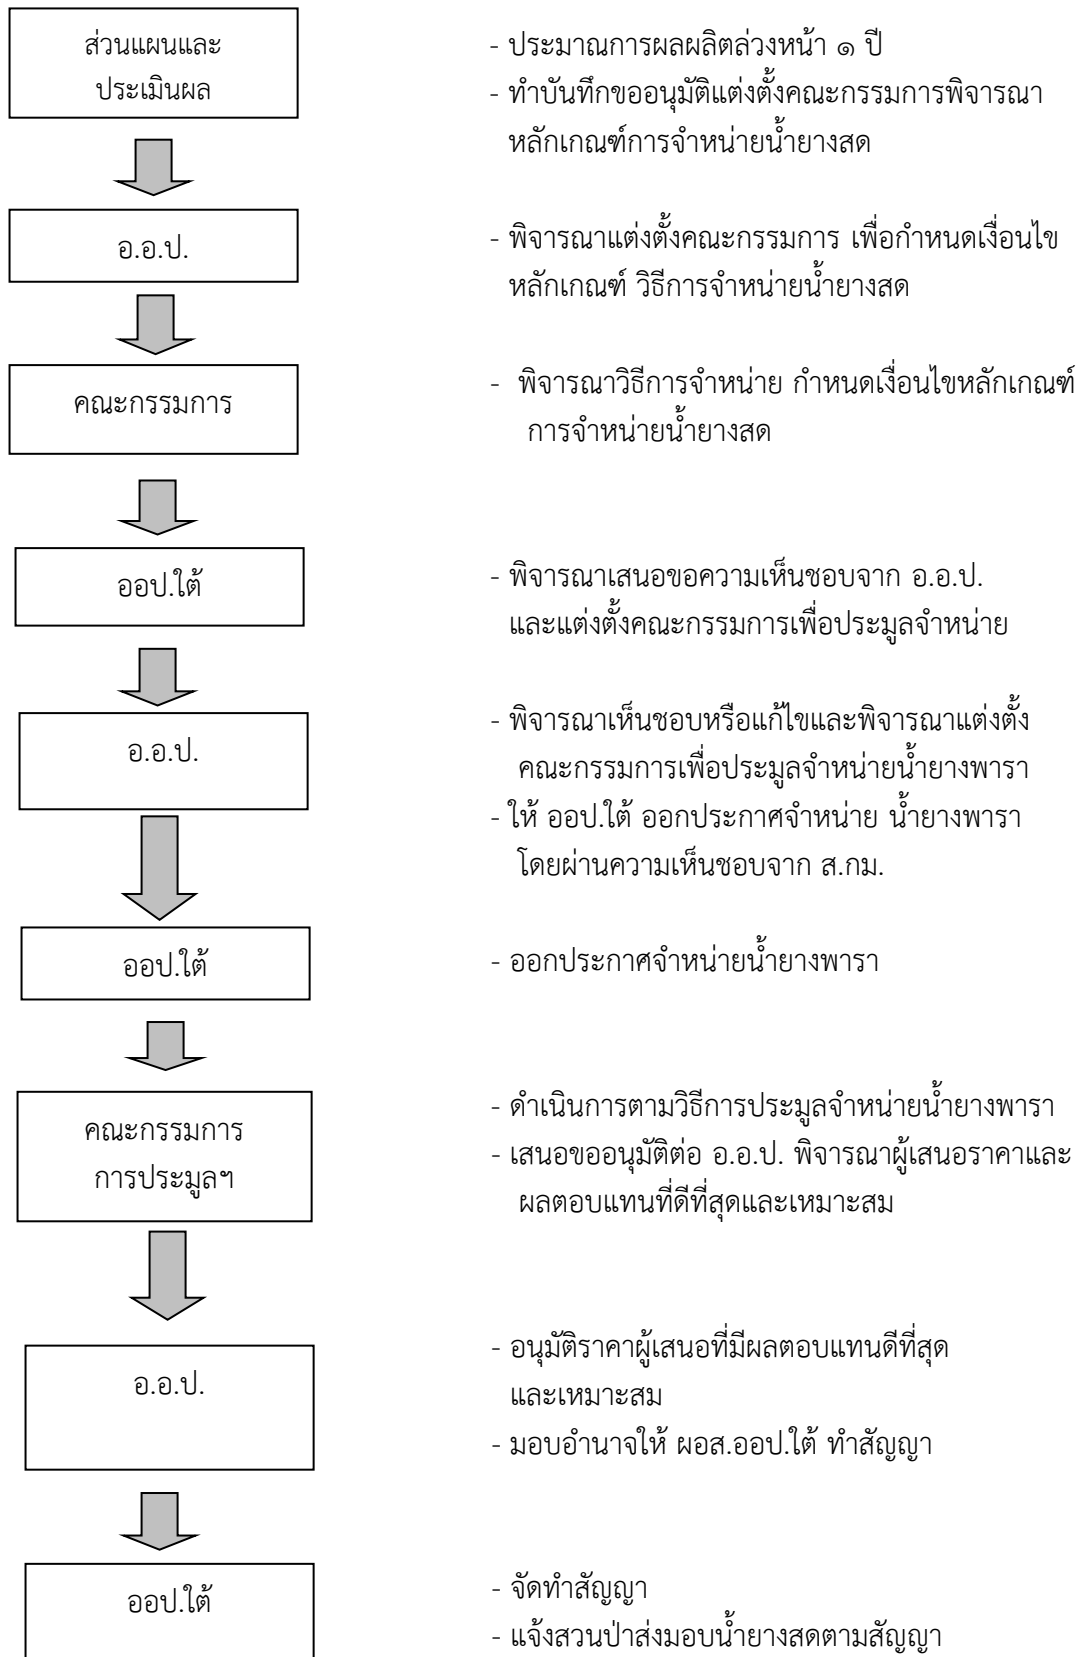 ส่วนแผนและ
ประเมินผล
- ประมาณการผลผลิตล่วงหน้า ๑ ปี
- ทำบันทึกขออนุมัติแต่งตั้งคณะกรรมการพิจารณา
หลักเกณฑ์การจำหน่ายน้ำยางสด
อ.อ.ป.
- พิจารณาแต่งตั้งคณะกรรมการ เพื่อกำหนดเงื่อนไข
หลักเกณฑ์ วิธีการจำหน่ายน้ำยางสด
คณะกรรมการ
- พิจารณาวิธีการจำหน่าย กำหนดเงื่อนไขหลักเกณฑ์
การจำหน่ายน้ำยางสด
ออป.ใต้
- พิจารณาเสนอขอความเห็นชอบจาก อ.อ.ป.
และแต่งตั้งคณะกรรมการเพื่อประมูลจำหน่าย
อ.อ.ป.
- พิจารณาเห็นชอบหรือแก้ไขและพิจารณาแต่งตั้ง
คณะกรรมการเพื่อประมูลจำหน่ายน้ำยางพารา
- ให้ ออป.ใต้ ออกประกาศจำหน่าย น้ำยางพารา
โดยผ่านความเห็นชอบจาก ส.กม.
ออป.ใต้
- ออกประกาศจำหน่ายน้ำยางพารา
คณะกรรมการ
การประมูลฯ
- ดำเนินการตามวิธีการประมูลจำหน่ายน้ำยางพารา
- เสนอขออนุมัติต่อ อ.อ.ป. พิจารณาผู้เสนอราคาและ
ผลตอบแทนที่ดีที่สุดและเหมาะสม
อ.อ.ป.
- อนุมัติราคาผู้เสนอที่มีผลตอบแทนดีที่สุด
และเหมาะสม
- มอบอำนาจให้ ผอส.ออป.ใต้ ทำสัญญา
ออป.ใต้
- จัดทำสัญญา
- แจ้งสวนป่าส่งมอบน้ำยางสดตามสัญญา